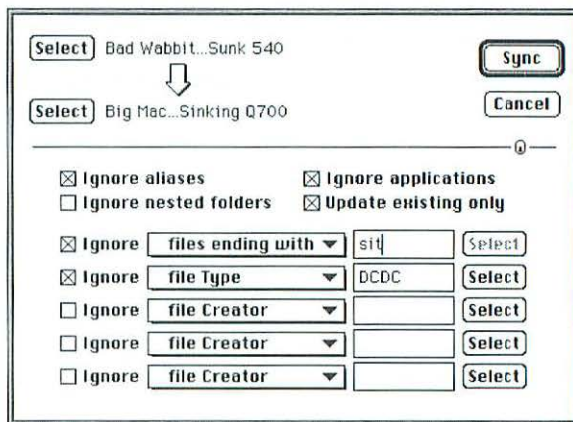 Select Bad Wabbit...Sunk 540
Sync
Select Big Mac...Sinking Q700
Cancel
Ignore aliases Ignore applications
Ignore nested folders Update existing only
Ignore files ending with sit Select
Ignore file Type DCDC Select
Ignore file Creator Select
Ignore file Creator Select
Ignore file Creator Select